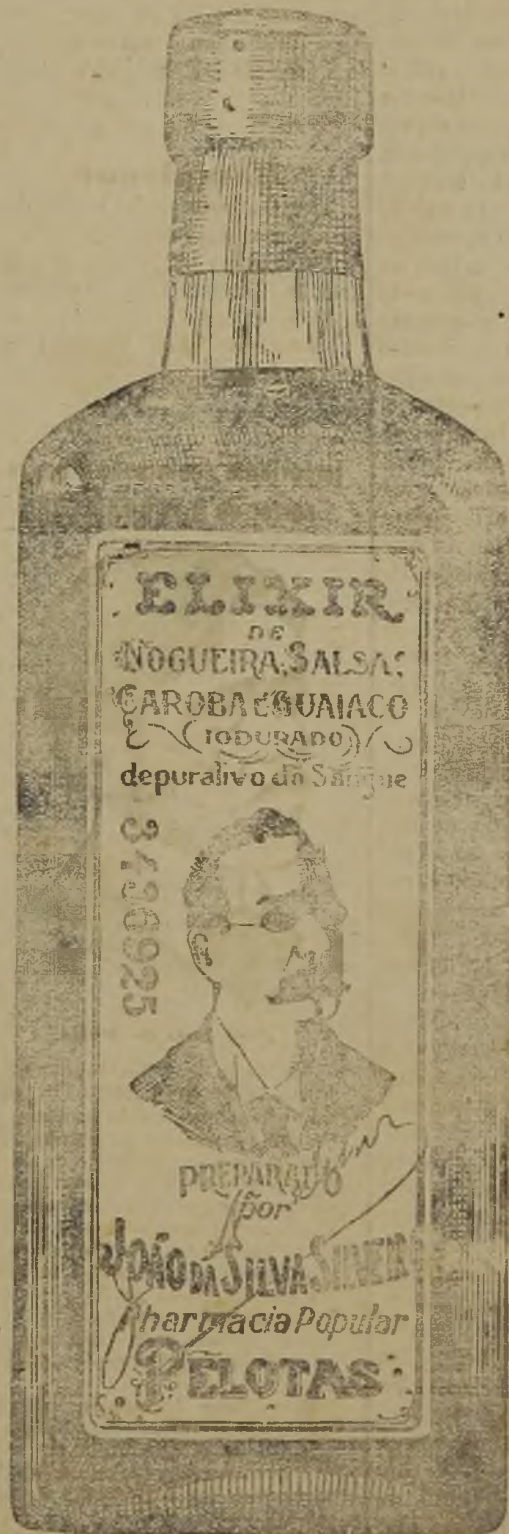 ELIXIR
DE
NOGUEIRA, SALSA,
CAROBA E GUAIACO
(IODURADO)
depurativo do Sangue
3436925
PREPARADO
por
JOÃO DA SILVA SILVEIRA
Pharmacia Popular
PELOTAS